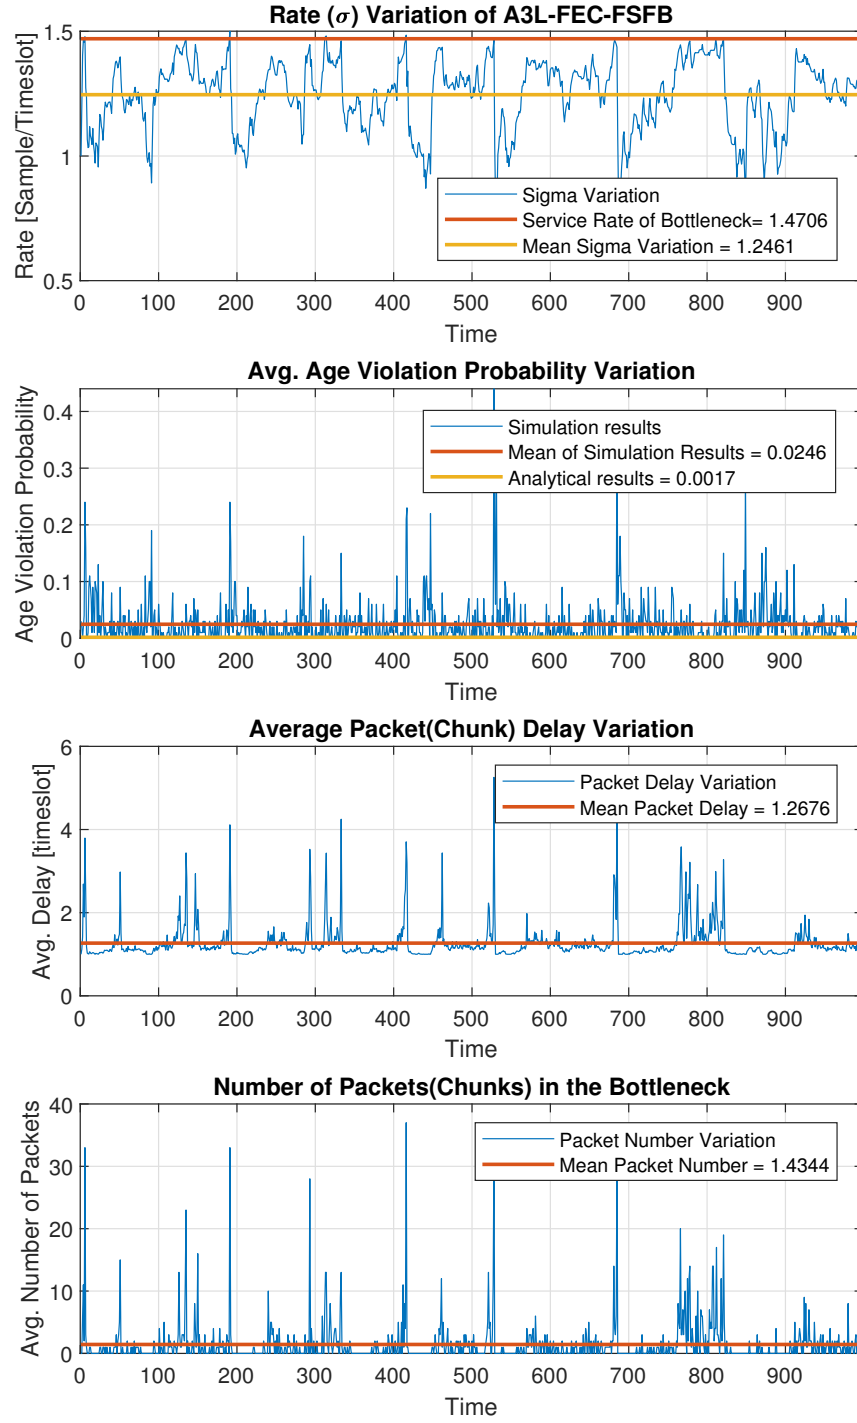 Rate (σ) Variation of A3L-FEC-FSFB
Rate [Sample/Timeslot]
1.5
1
0.5
Sigma Variation
Service Rate of Bottleneck= 1.4706
Mean Sigma Variation = 1.2461
0 100 200 300 400 500 600 700 800 900
Time
Avg. Age Violation Probability Variation
Age Violation Probability
0.4
0.3
0.2
0.1
0
Simulation results
Mean of Simulation Results = 0.0246
Analytical results = 0.0017
0 100 200 300 400 500 600 700 800 900
Time
Average Packet(Chunk) Delay Variation
Avg. Delay [timeslot]
6
4
2
0
Packet Delay Variation
Mean Packet Delay = 1.2676
0 100 200 300 400 500 600 700 800 900
Time
Number of Packets(Chunks) in the Bottleneck
Avg. Number of Packets
40
30
20
10
0
Packet Number Variation
Mean Packet Number = 1.4344
0 100 200 300 400 500 600 700 800 900
Time